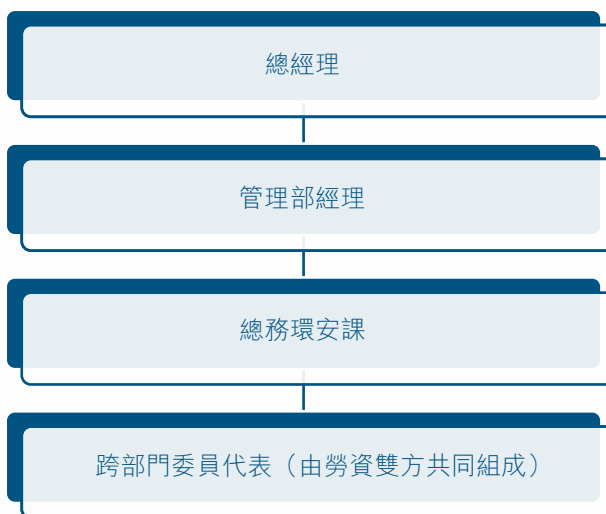 總經理
管理部經理
總務環安課
跨部門委員代表（由勞資雙方共同組成）